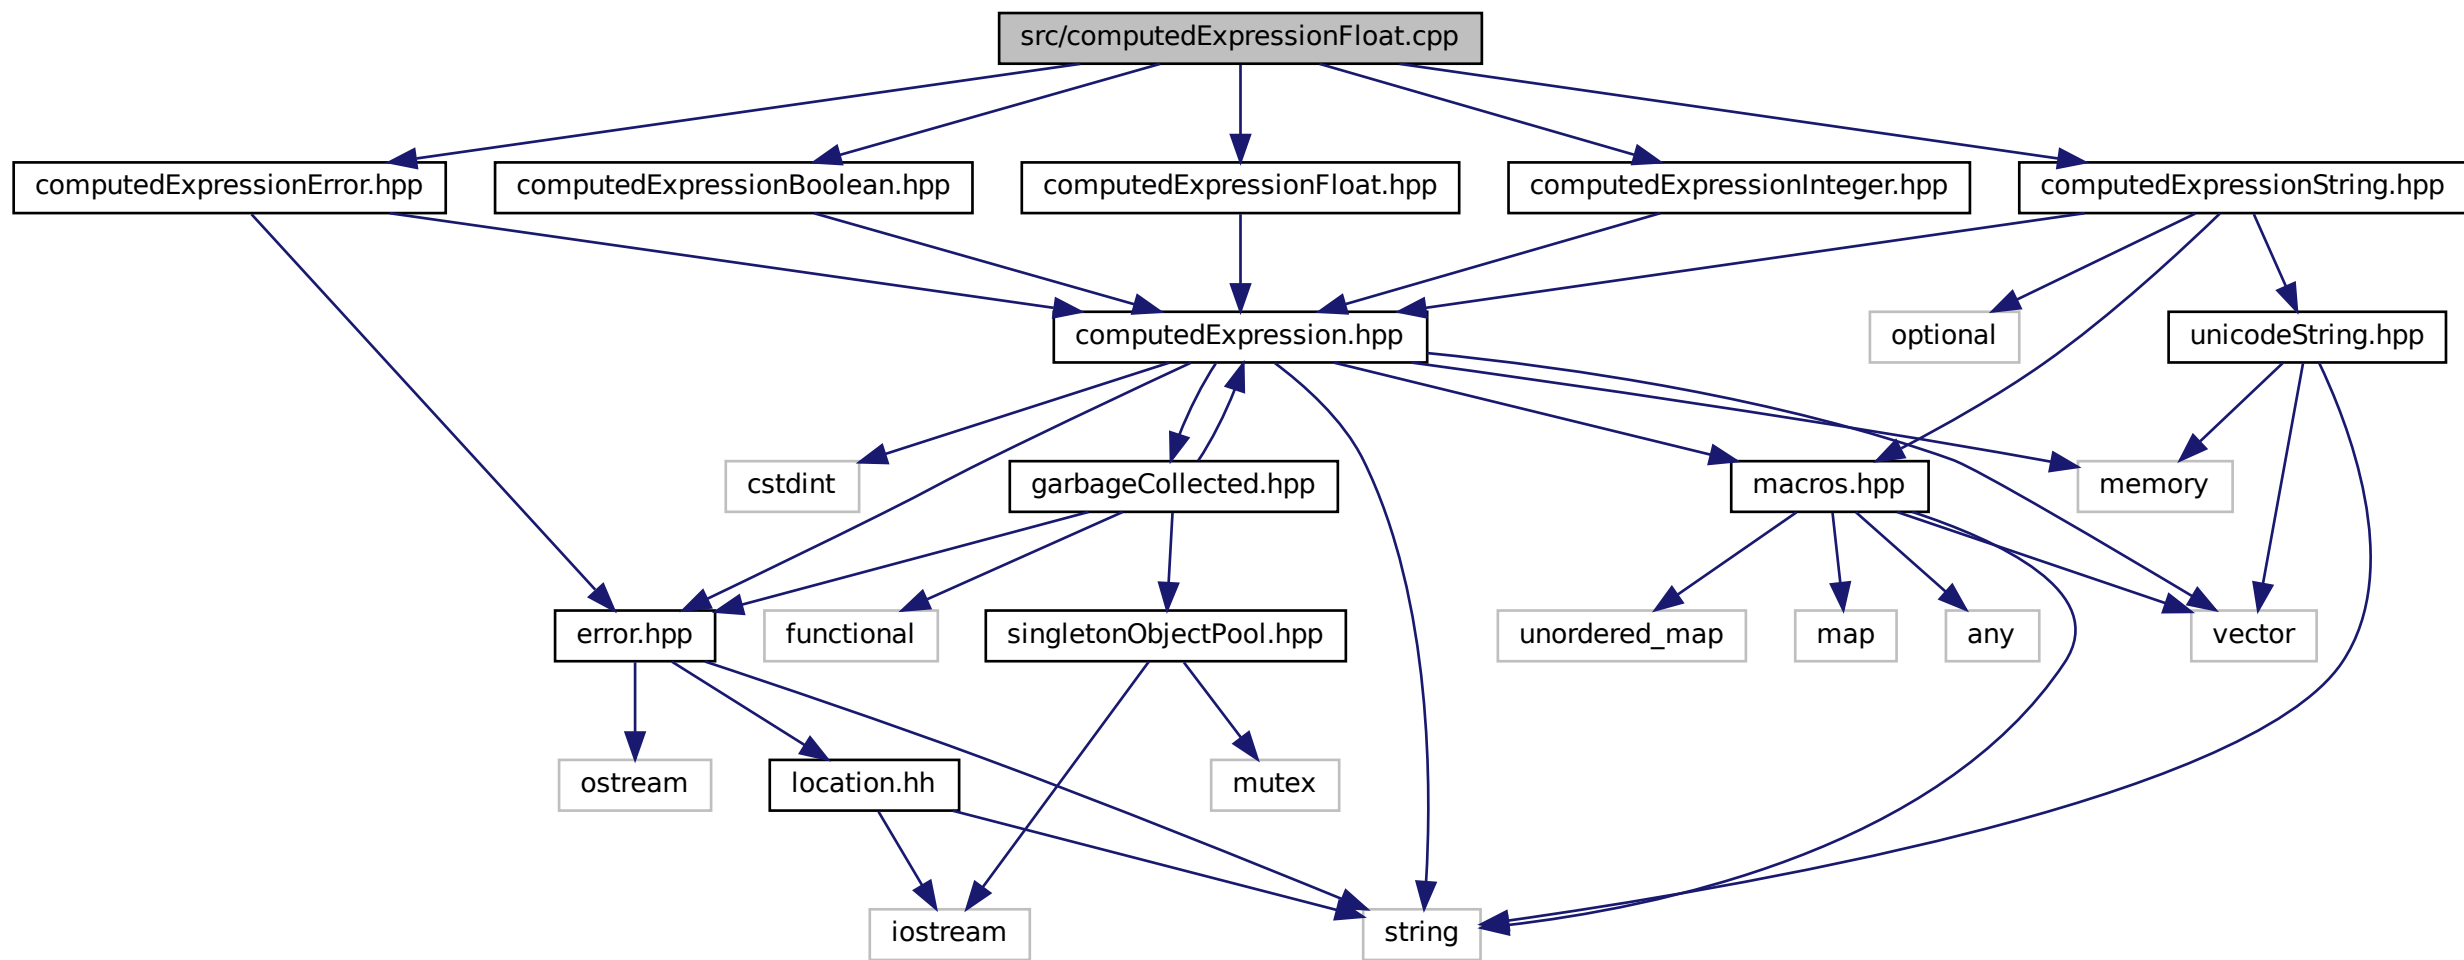 src/computedExpressionFloat.cpp
computedExpressionError.hpp
computedExpressionBoolean.hpp
computedExpressionFloat.hpp
computedExpressionInteger.hpp
computedExpressionString.hpp
computedExpression.hpp
optional
unicodeString.hpp
cstdint
garbageCollected.hpp
macros.hpp
memory
error.hpp
functional
singletonObjectPool.hpp
unordered_map
map
any
vector
ostream
location.hh
mutex
iostream
string